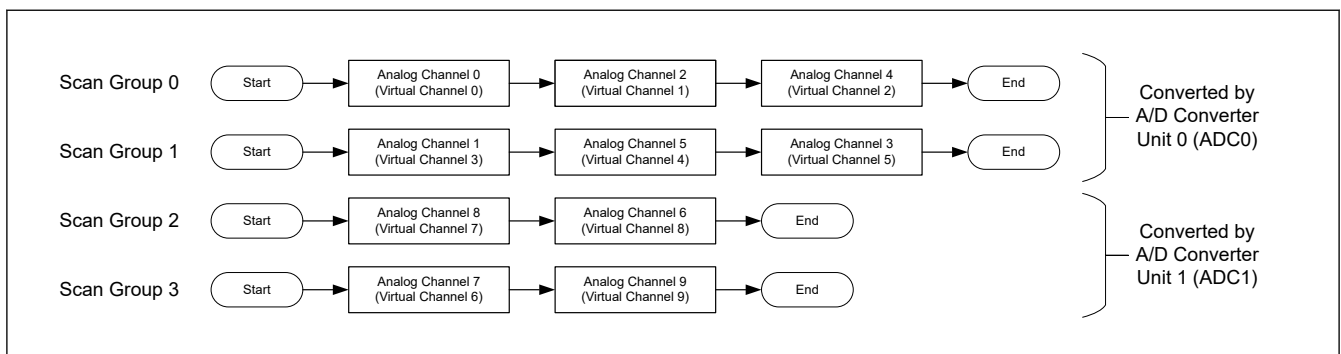 Scan Group 0
Start
Analog Channel 0
(Virtual Channel 0)
Analog Channel 2
(Virtual Channel 1)
Analog Channel 4
(Virtual Channel 2)
End
Scan Group 1
Start
Analog Channel 1
(Virtual Channel 3)
Analog Channel 5
(Virtual Channel 4)
Analog Channel 3
(Virtual Channel 5)
End
Converted by
A/D Converter
Unit 0 (ADC0)
Scan Group 2
Start
Analog Channel 8
(Virtual Channel 7)
Analog Channel 6
(Virtual Channel 8)
End
Scan Group 3
Start
Analog Channel 7
(Virtual Channel 6)
Analog Channel 9
(Virtual Channel 9)
End
Converted by
A/D Converter
Unit 1 (ADC1)